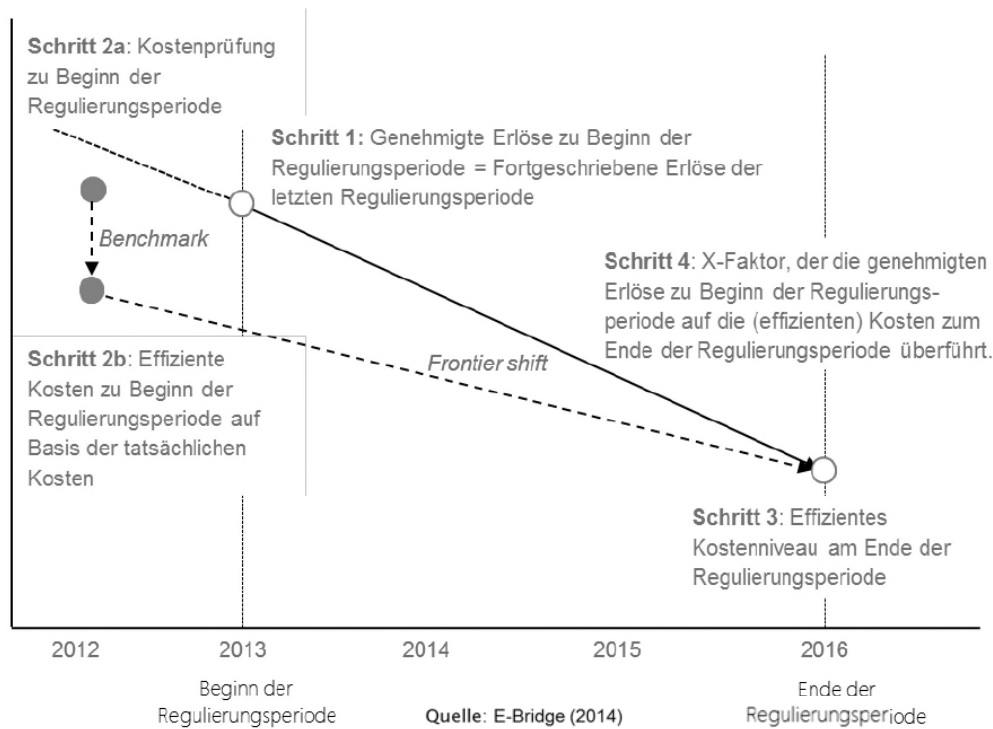 Schritt 2a: Kostenprüfung
zu Beginn der
Regulierungsperiode
Schritt 1: Genehmigte Erlöse zu Beginn der
Regulierungsperiode = Fortgeschriebene Erlöse der
letzten Regulierungsperiode
Benchmark
Schritt 4: X-Faktor, der die genehmigten
Erlöse zu Beginn der Regulierungs-
periode auf die (effizienten) Kosten zum
Ende der Regulierungsperiode überführt.
Schritt 2b: Effiziente
Kosten zu Beginn der
Regulierungsperiode auf
Basis der tatsächlichen
Kosten
Frontier shift
Schritt 3: Effizientes
Kostenniveau am Ende der
Regulierungsperiode
2012 2013 2014 2015 2016
Beginn der
Regulierungsperiode
Quelle: E-Bridge (2014)
Ende der
Regulierungsperiode